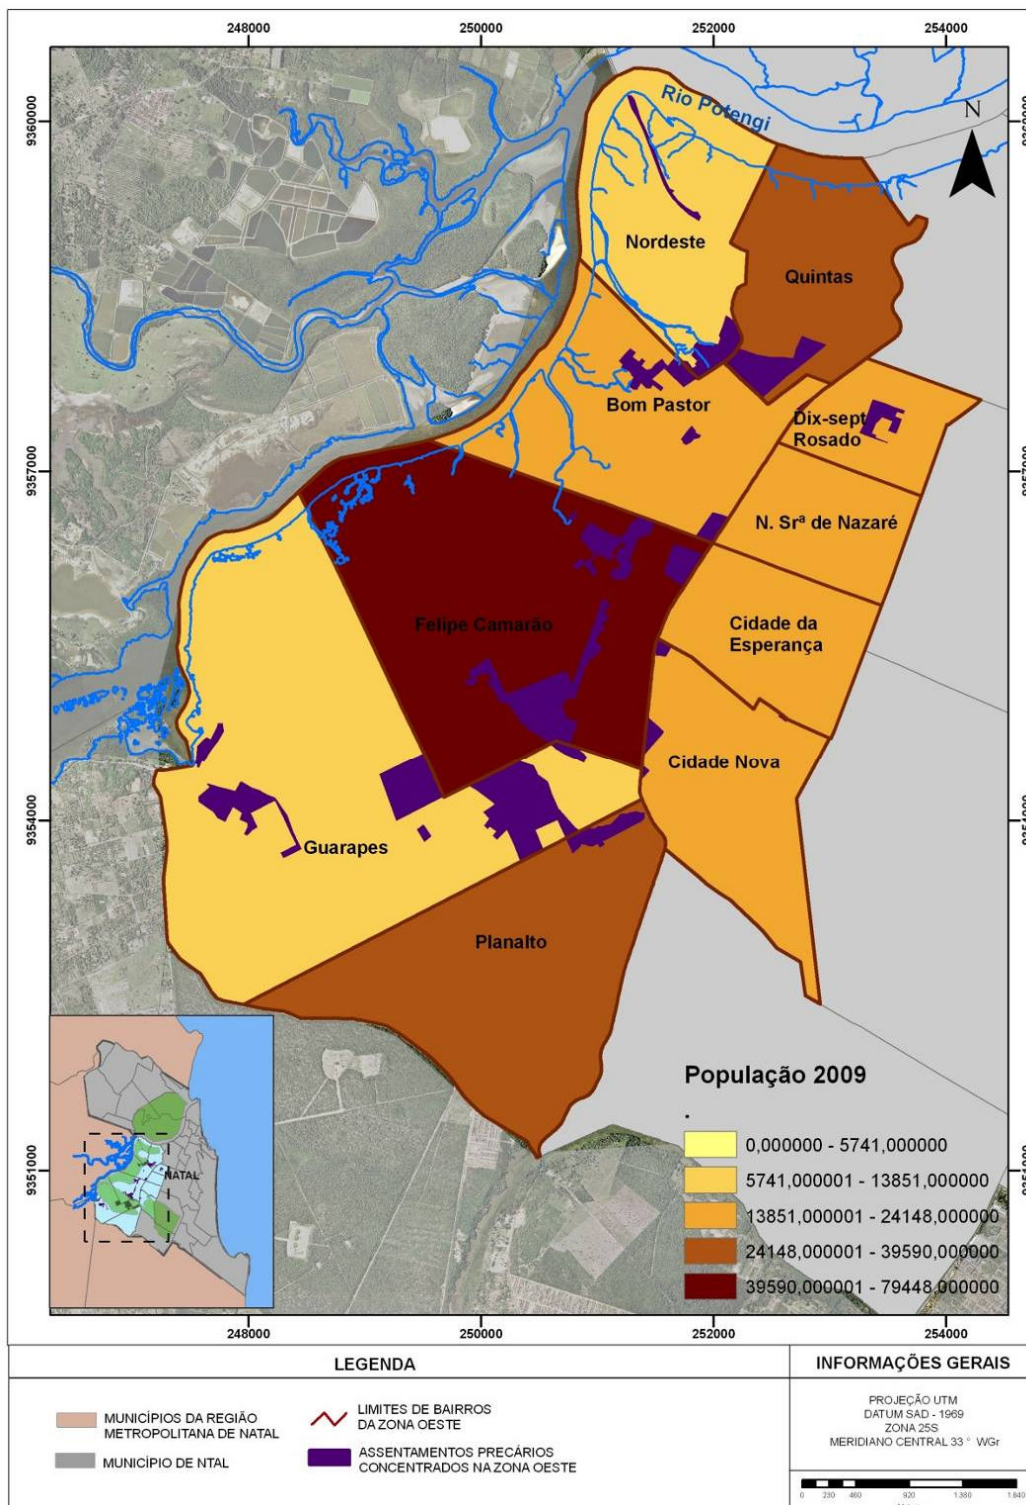 248000 250000 252000 254000
9360000
9357000
9354000
9351000
Rio Potengi
N
Nordeste
Quintas
Bom Pastor
Dix-sept
Rosado
N. Srª de Nazaré
Felipe Camarão
Cidade da
Esperança
Cidade Nova
Guarapes
Planalto
NATAL
População 2009
.
0,000000 - 5741,000000
5741,000001 - 13851,000000
13851,000001 - 24148,000000
24148,000001 - 39590,000000
39590,000001 - 79448,000000
248000 250000 252000 254000
LEGENDA
MUNICÍPIOS DA REGIÃO
METROPOLITANA DE NATAL
MUNICÍPIO DE NTAL
LIMITES DE BAIRROS
DA ZONA OESTE
ASSENTAMENTOS PRECÁRIOS
CONCENTRADOS NA ZONA OESTE
INFORMAÇÕES GERAIS
PROJEÇÃO UTM
DATUM SAD - 1969
ZONA 25S
MERIDIANO CENTRAL 33 ° WGr
0 230 460 920 1.380 1.840